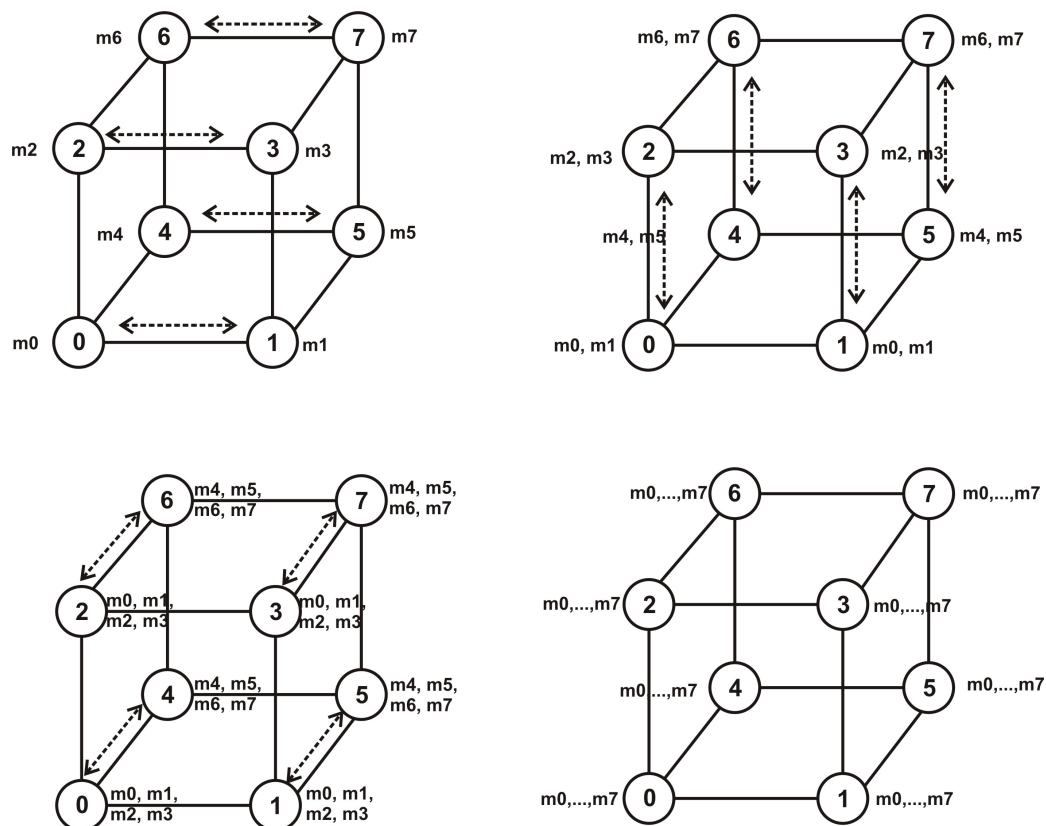 m6 6 7 m7
m2 2 3 m3
m4 4 5 m5
m0 0 1 m1
m6, m7 6 7 m6, m7
m2, m3 2 3 m2, m3
m4, m5 4 5 m4, m5
m0, m1 0 1 m0, m1
6 m4, m5,
m6, m7
7 m4, m5,
m6, m7
2 m0, m1,
m2, m3
3 m0, m1,
m2, m3
4 m4, m5,
m6, m7
5 m4, m5,
m6, m7
0 m0, m1,
m2, m3
1 m0, m1,
m2, m3
m0,...,m7 6 7 m0,...,m7
m0,...,m7 2 3 m0,...,m7
m0,...,m7 4 5 m0,...,m7
m0,...,m7 0 1 m0,...,m7